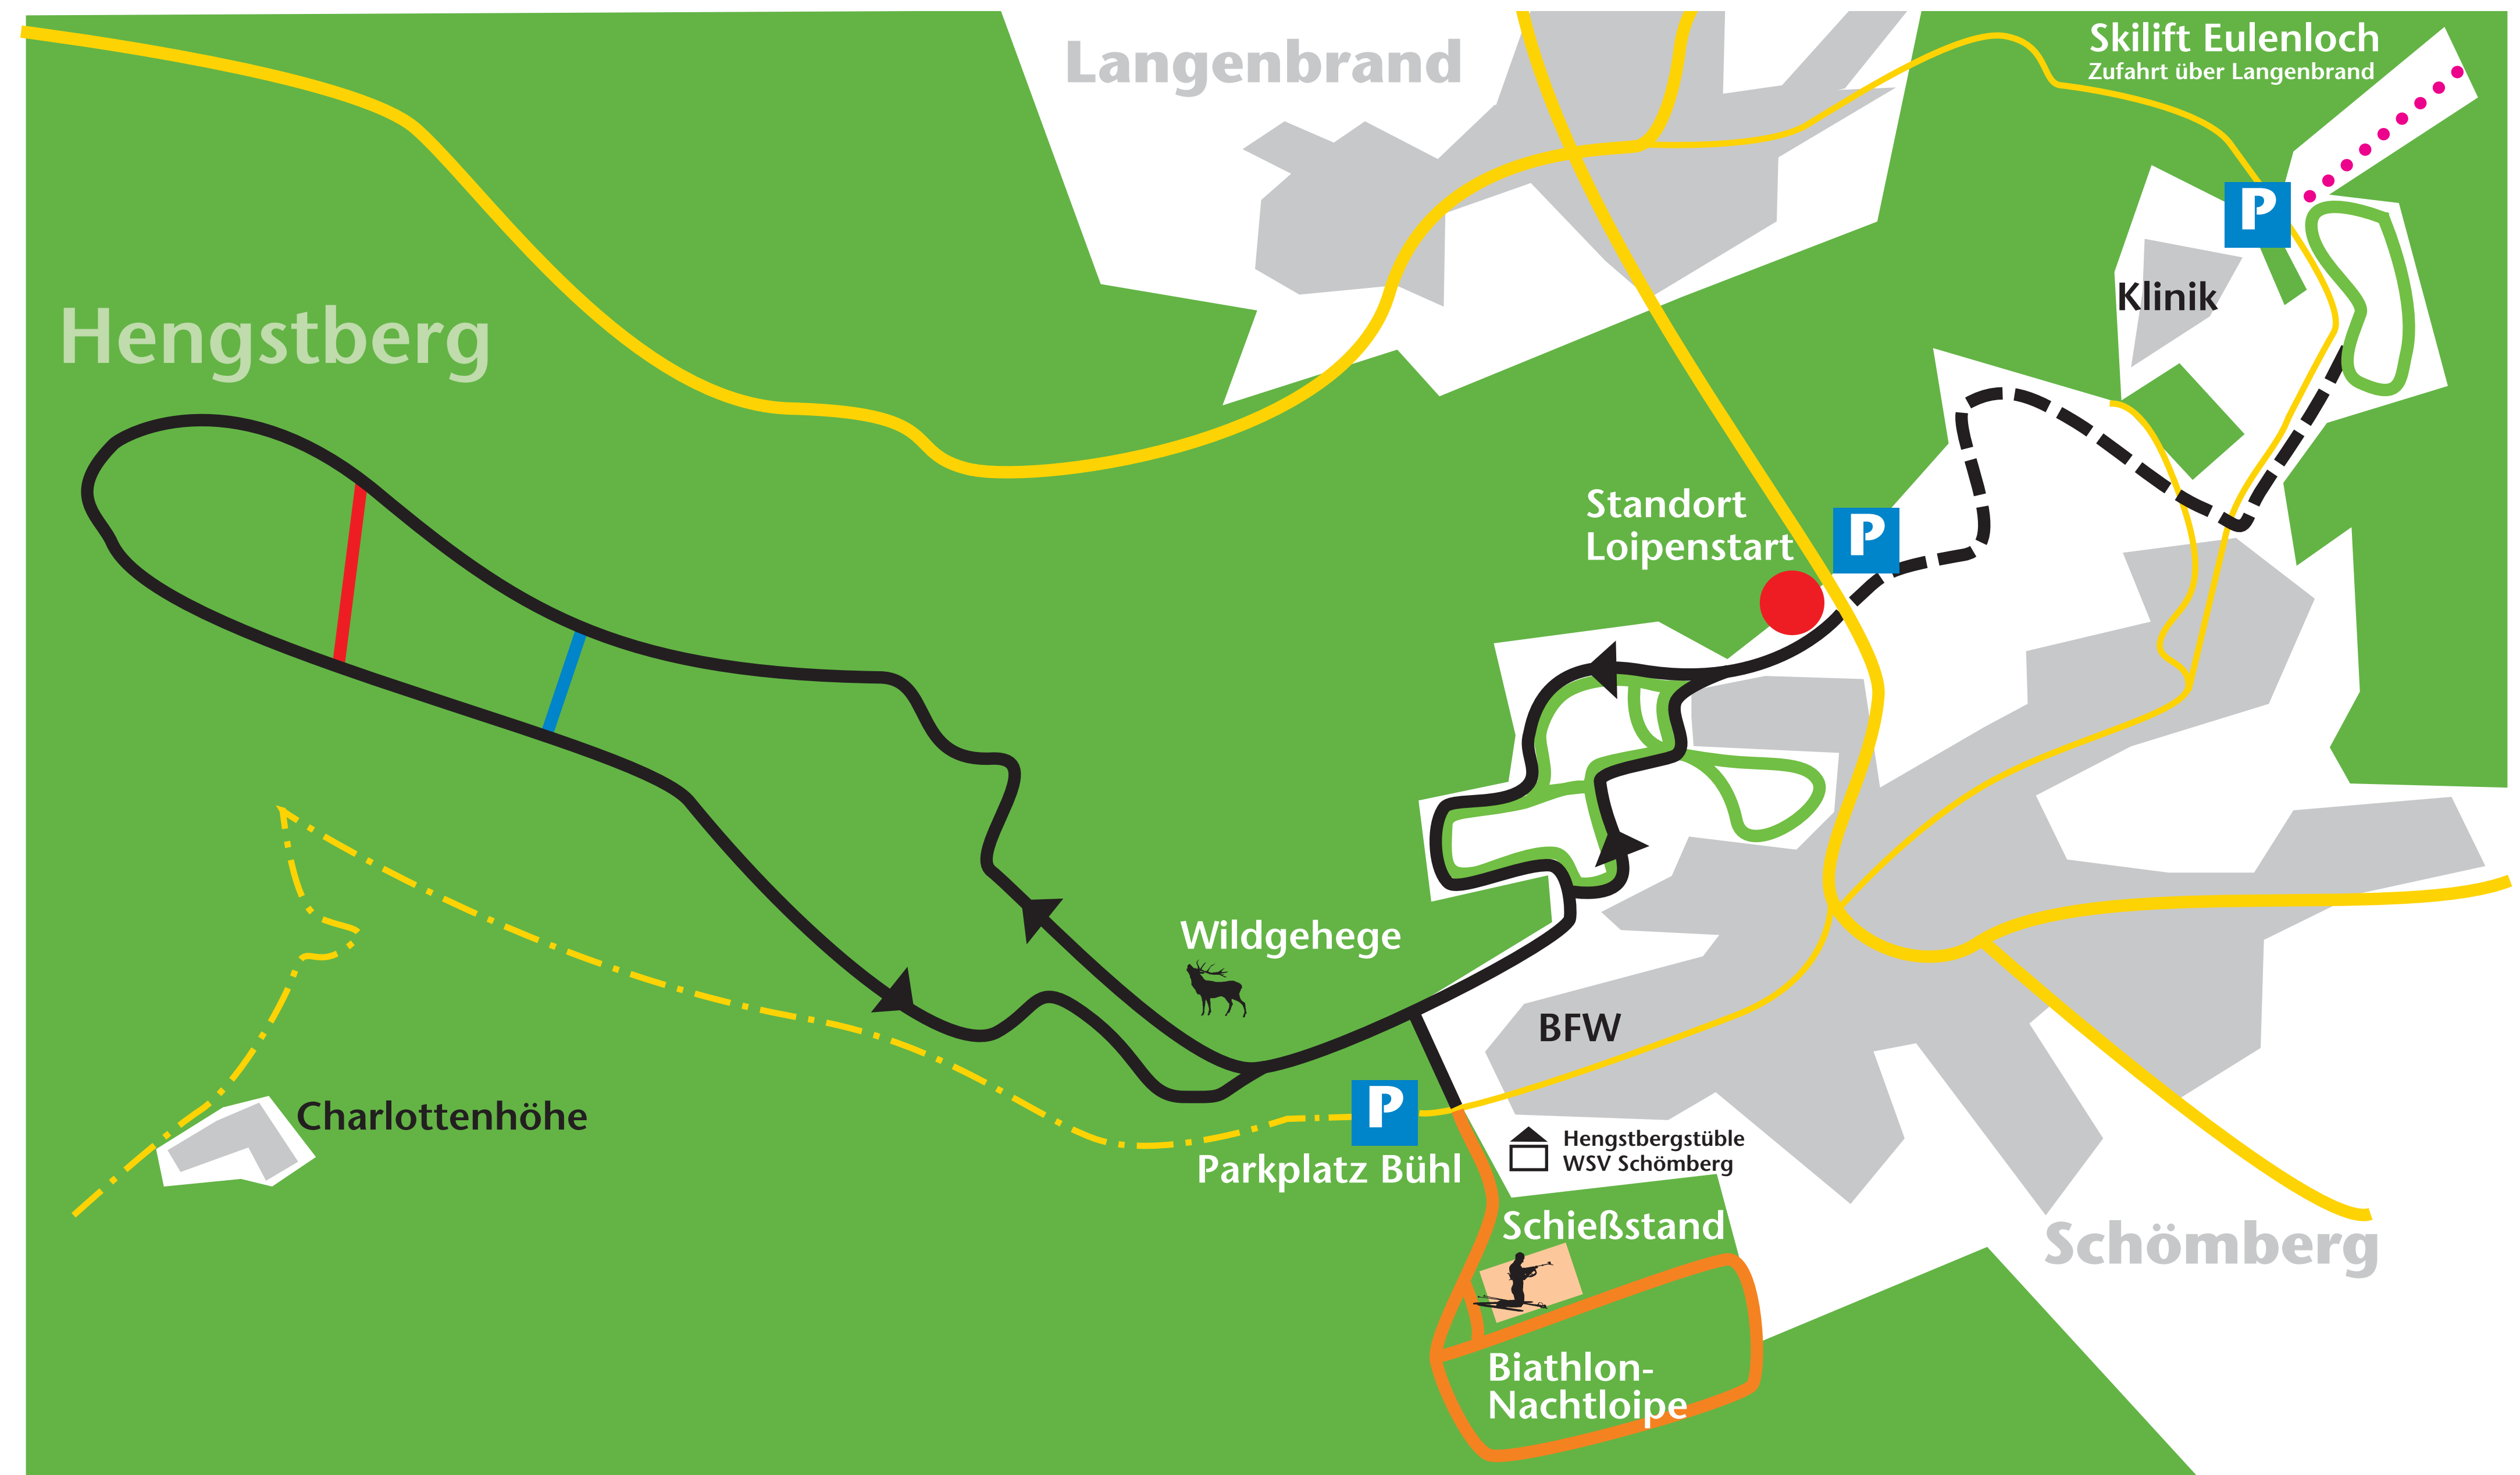 Langenbrand
Skilift Eulenloch
Zufahrt über Langenbrand
P
Klinik
Hengstberg
Standort
Loipenstart
P
Wildgehege
BFW
Charlottenhöhe
P
Parkplatz Bühl
Hengstbergstüble
WSV Schömberg
Schießstand
Schömberg
Biathlon-
Nachtloipe